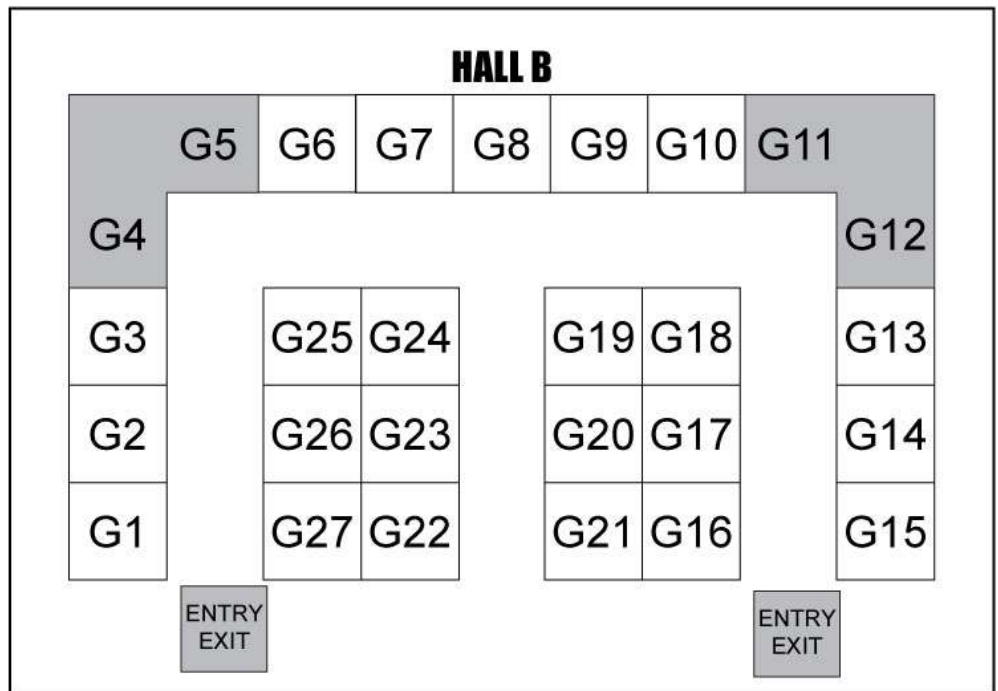 HALL B
G5 G6 G7 G8 G9 G10 G11
G4 G12
G3 G25 G24 G19 G18 G13
G2 G26 G23 G20 G17 G14
G1 G27 G22 G21 G16 G15
ENTRY
EXIT
ENTRY
EXIT